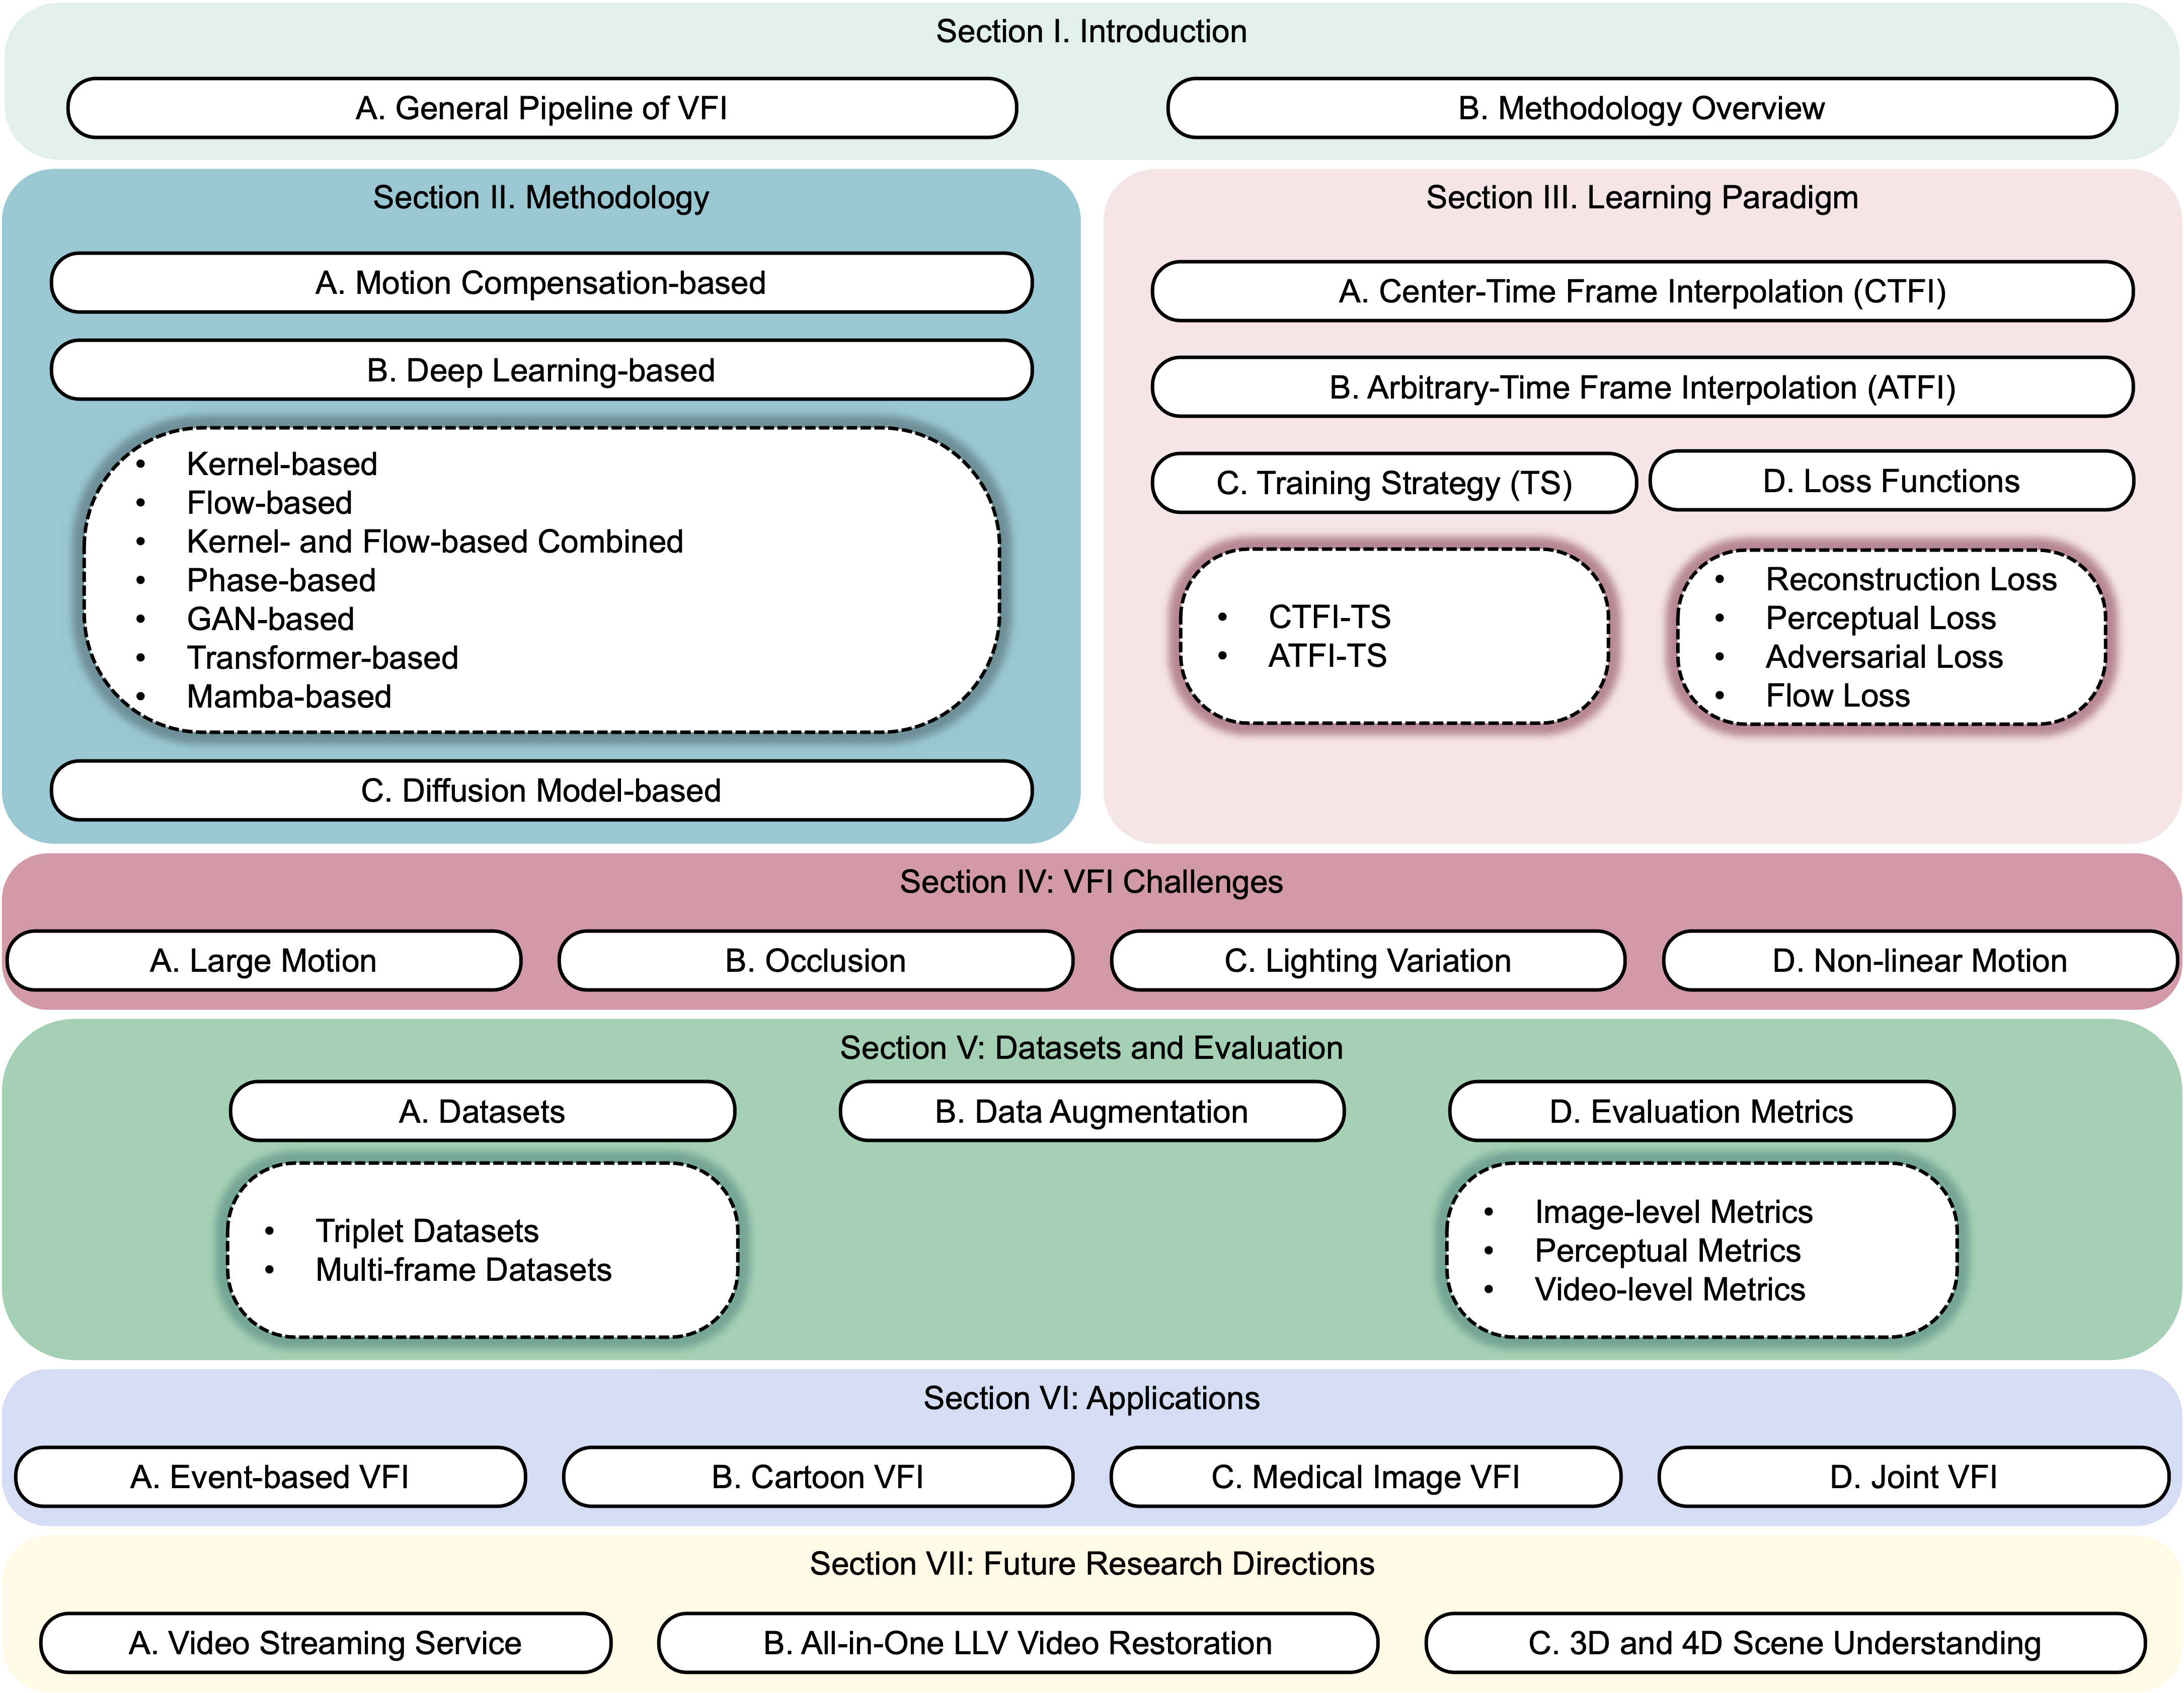 Section I. Introduction
A. General Pipeline of VFI
B. Methodology Overview
Section II. Methodology
A. Motion Compensation-based
B. Deep Learning-based
• Kernel-based
• Flow-based
• Kernel- and Flow-based Combined
• Phase-based
• GAN-based
• Transformer-based
• Mamba-based
C. Diffusion Model-based
Section III. Learning Paradigm
A. Center-Time Frame Interpolation (CTFI)
B. Arbitrary-Time Frame Interpolation (ATFI)
C. Training Strategy (TS)
• CTFI-TS
• ATFI-TS
D. Loss Functions
• Reconstruction Loss
• Perceptual Loss
• Adversarial Loss
• Flow Loss
Section IV: VFI Challenges
A. Large Motion
B. Occlusion
C. Lighting Variation
D. Non-linear Motion
Section V: Datasets and Evaluation
A. Datasets
• Triplet Datasets
• Multi-frame Datasets
B. Data Augmentation
D. Evaluation Metrics
• Image-level Metrics
• Perceptual Metrics
• Video-level Metrics
Section VI: Applications
A. Event-based VFI
B. Cartoon VFI
C. Medical Image VFI
D. Joint VFI
Section VII: Future Research Directions
A. Video Streaming Service
B. All-in-One LLV Video Restoration
C. 3D and 4D Scene Understanding